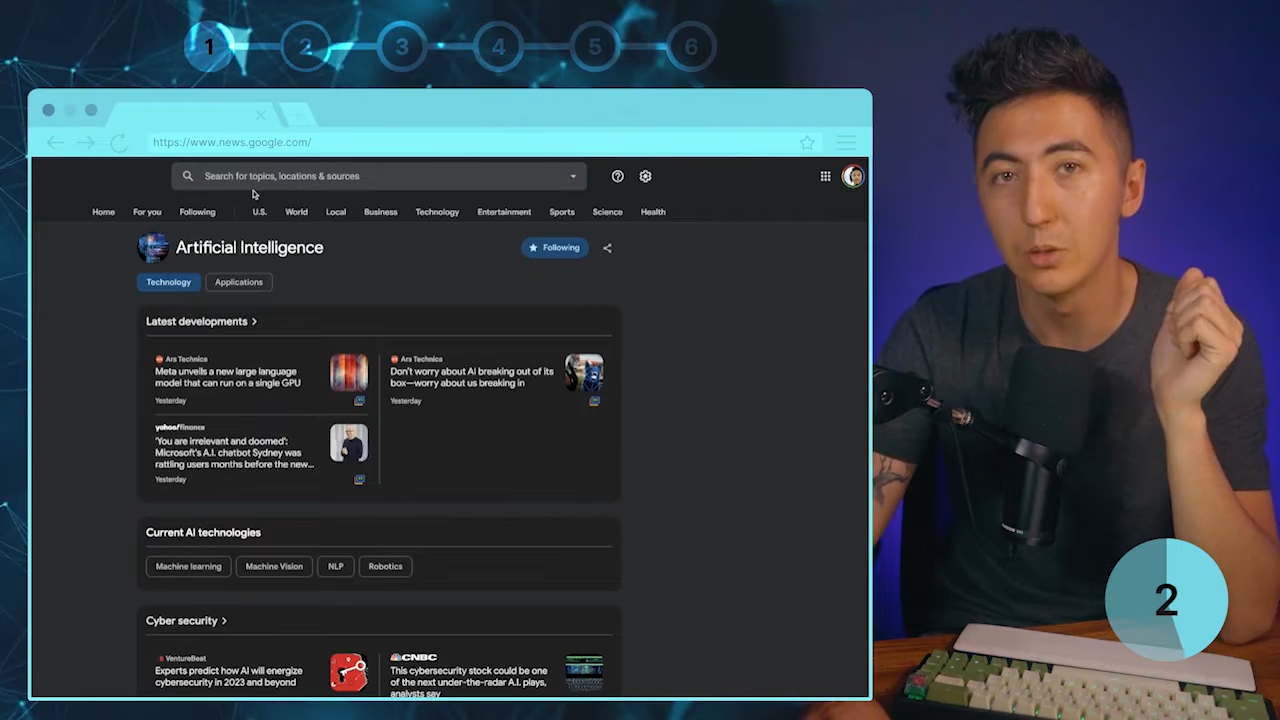 1 2 3 4 5 6
https://www.news.google.com/
Search for topics, locations & sources
Home For you Following U.S. World Local Business Technology Entertainment Sports Science Health
Artificial Intelligence
Following
Technology Applications
Latest developments >
Ars Technica
Meta unveils a new large language
model that can run on a single GPU
Yesterday
Ars Technica
Don't worry about AI breaking out of its
box—worry about us breaking in
Yesterday
yahoo/finance
'You are irrelevant and doomed':
Microsoft's A.I. chatbot Sydney was
rattling users months before the new...
Yesterday
Current AI technologies
Machine learning Machine Vision NLP Robotics
Cyber security >
VentureBeat
Experts predict how AI will energize
cybersecurity in 2023 and beyond
CNBC
This cybersecurity stock could be one
of the next under-the-radar A.I. plays,
analysts say
2